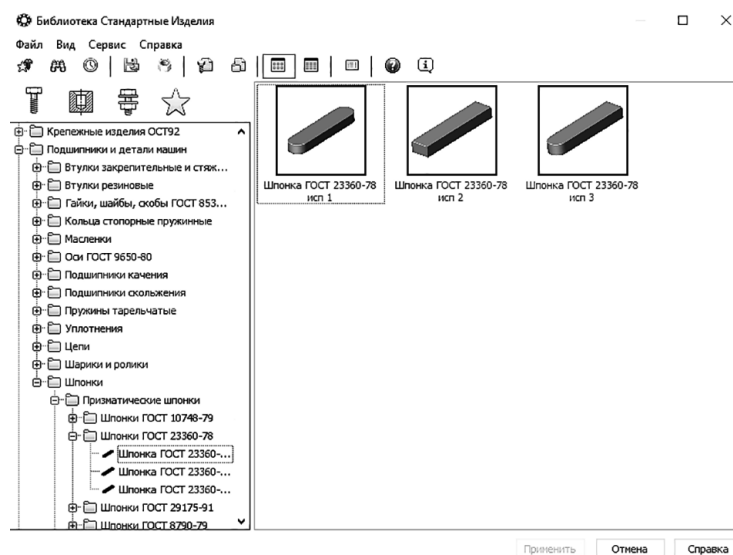 Библиотека Стандартные Изделия
Файл Вид Сервис Справка
Крепежные изделия ОСТ92
Подшипники и детали машин
Втулки закрепительные и стяж...
Втулки резиновые
Гайки, шайбы, скобы ГОСТ 853...
Кольца стопорные пружинные
Масленки
Оси ГОСТ 9650-80
Подшипники качения
Подшипники скольжения
Пружины тарельчатые
Уплотнения
Цепи
Шарики и ролики
Шпонки
Призматические шпонки
Шпонки ГОСТ 10748-79
Шпонки ГОСТ 23360-78
Шпонка ГОСТ 23360-...
Шпонка ГОСТ 23360-...
Шпонка ГОСТ 23360-...
Шпонки ГОСТ 29175-91
Шпонки ГОСТ 8790-79
Шпонка ГОСТ 23360-78
исп 1
Шпонка ГОСТ 23360-78
исп 2
Шпонка ГОСТ 23360-78
исп 3
Применить Отмена Справка